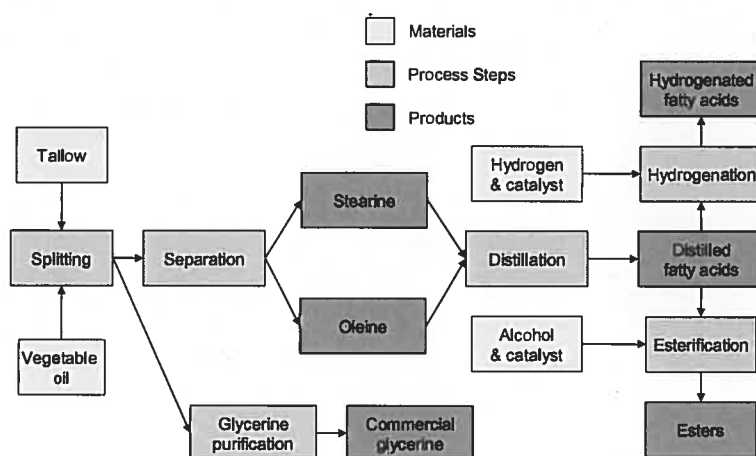 Materials
Process Steps
Products
Hydrogenated
fatty acids
Tallow
Hydrogen
& catalyst
Hydrogenation
Stearine
Splitting
Separation
Distillation
Distilled
fatty acids
Oleine
Vegetable
oil
Alcohol
& catalyst
Esterification
Glycerine
purification
Commercial
glycerine
Esters